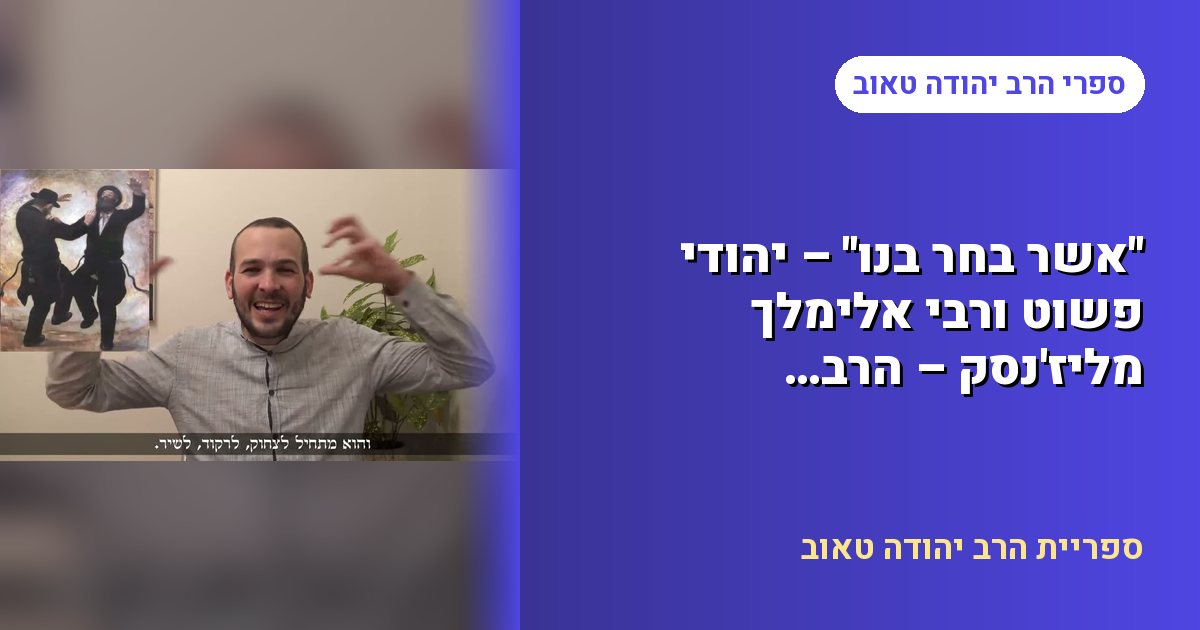 ספרי הרב יהודה טאוב
"אשר בחר בנו" – יהודי
פשוט ורבי אלימלך
מליז'נסק – הרב...
ספריית הרב יהודה טאוב
והוא מתחיל לצחוק, לרקוד, לשיר.